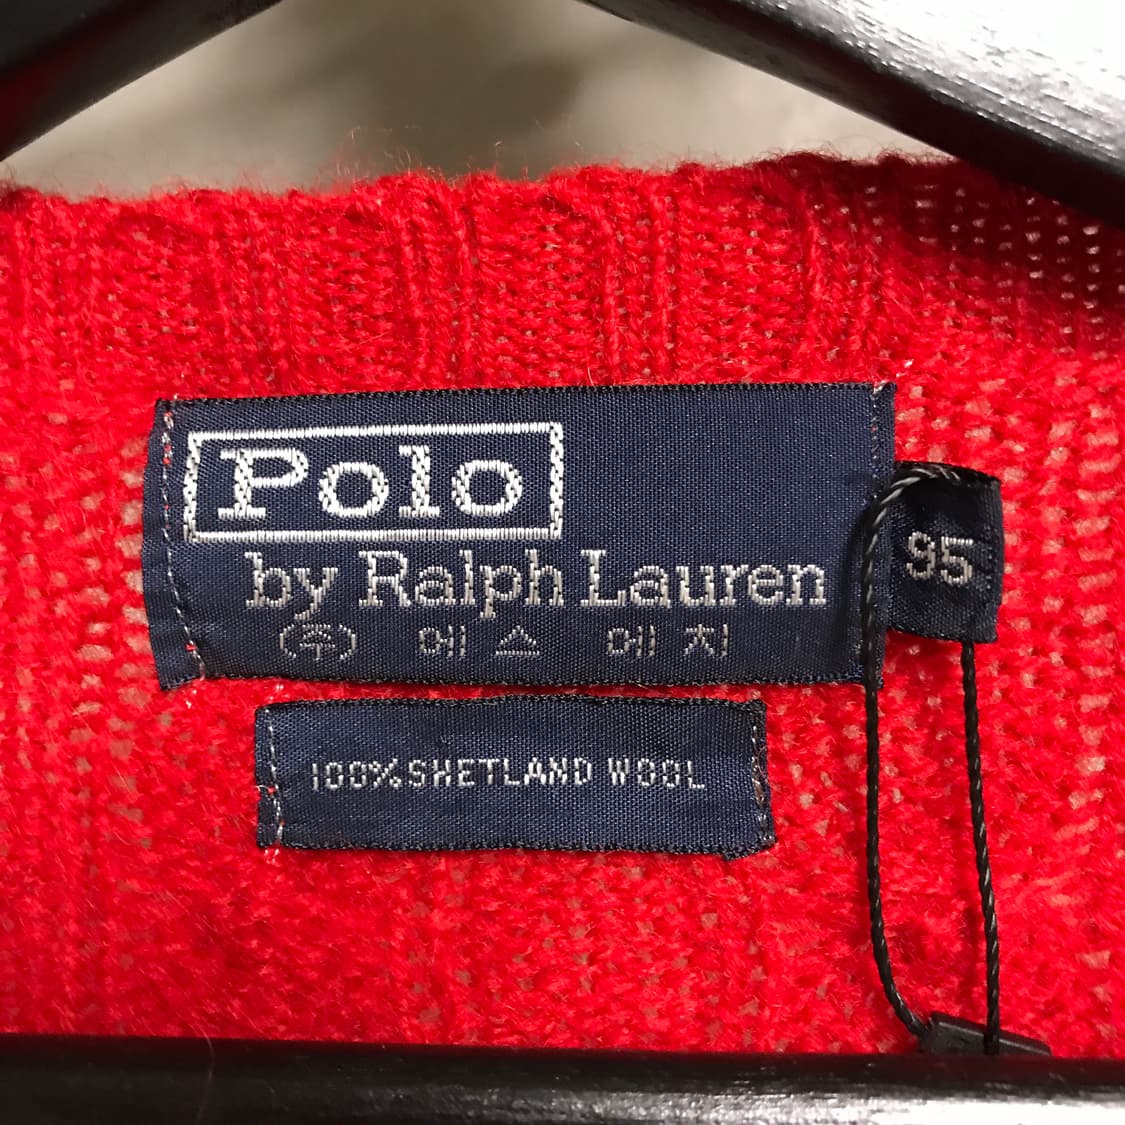 Polo
by Ralph Lauren
(주) 에스 에치
95
100%SHETLAND WOOL